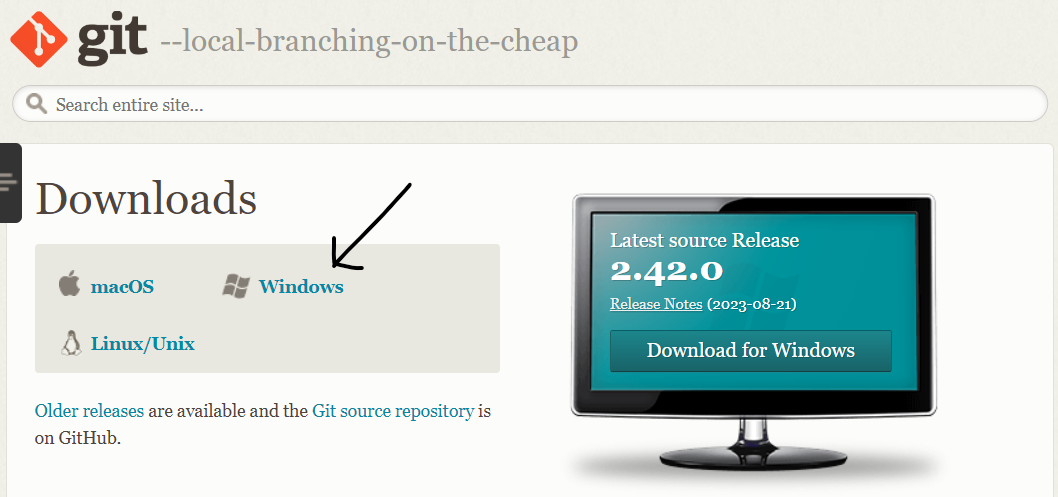 git --local-branching-on-the-cheap
Search entire site...
Downloads
macOS
Windows
Linux/Unix
Older releases are available and the Git source repository is
on GitHub.
Latest source Release
2.42.0
Release Notes (2023-08-21)
Download for Windows